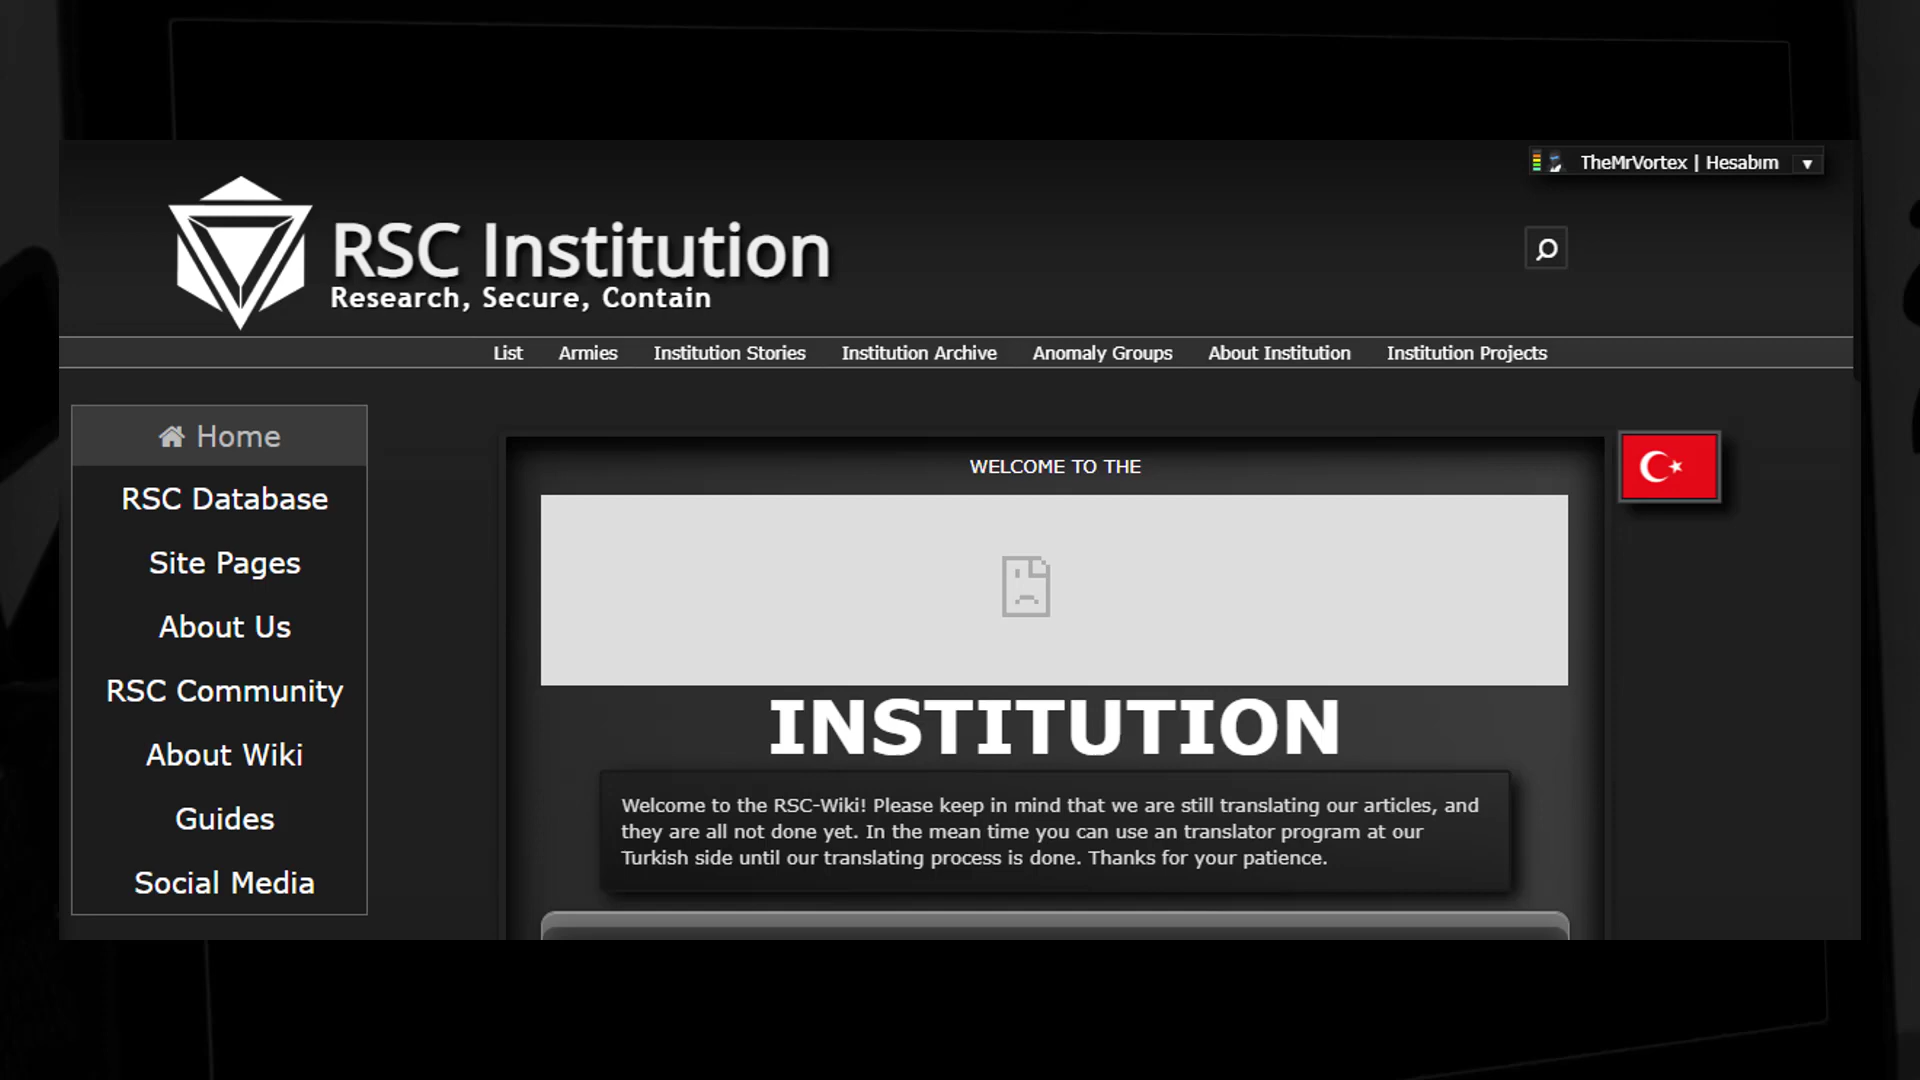 TheMrVortex | Hesabım ▼
RSC Institution
Research, Secure, Contain
List Armies Institution Stories Institution Archive Anomaly Groups About Institution Institution Projects
Home
RSC Database
Site Pages
About Us
RSC Community
About Wiki
Guides
Social Media
WELCOME TO THE
INSTITUTION
Welcome to the RSC-Wiki! Please keep in mind that we are still translating our articles, and
they are all not done yet. In the mean time you can use an translator program at our
Turkish side until our translating process is done. Thanks for your patience.